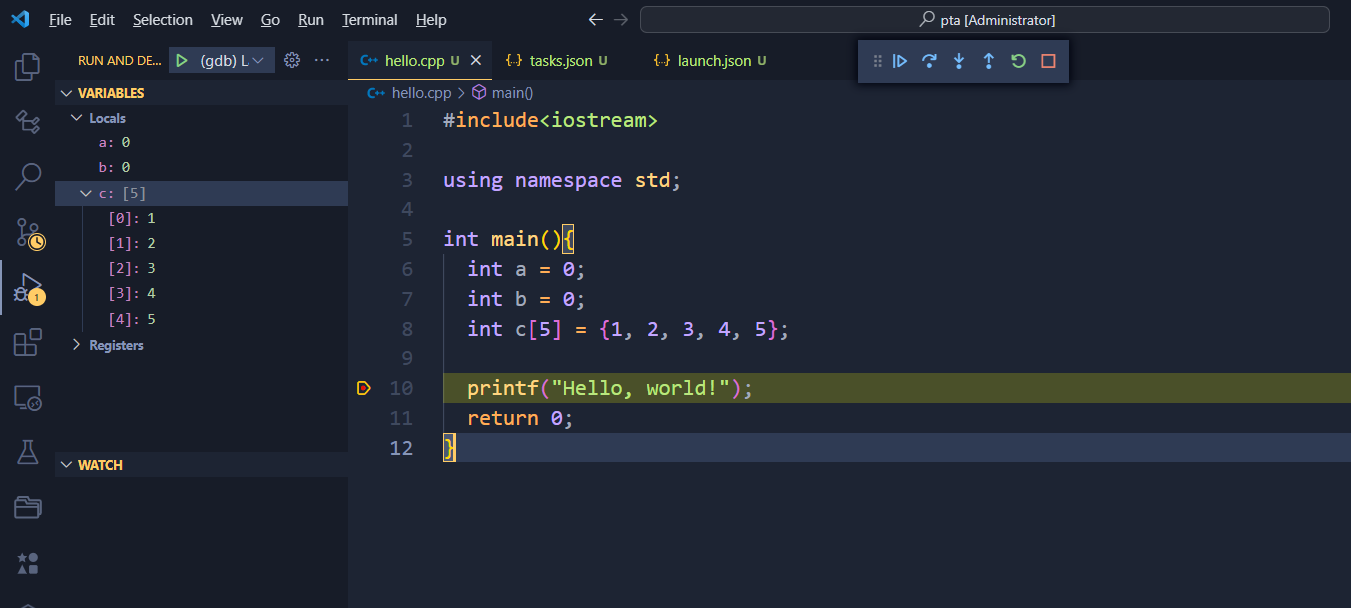 File Edit Selection View Go Run Terminal Help
pta [Administrator]
RUN AND DE... (gdb) L
hello.cpp U
{..} tasks.json U
{..} launch.json U
VARIABLES
Locals
a: 0
b: 0
c: [5]
[0]: 1
[1]: 2
[2]: 3
[3]: 4
[4]: 5
Registers
WATCH
1
C++ hello.cpp > main()
1 #include<iostream>
2
3 using namespace std;
4
5 int main(){
6 int a = 0;
7 int b = 0;
8 int c[5] = {1, 2, 3, 4, 5};
9
10 printf("Hello, world!");
11 return 0;
12 }